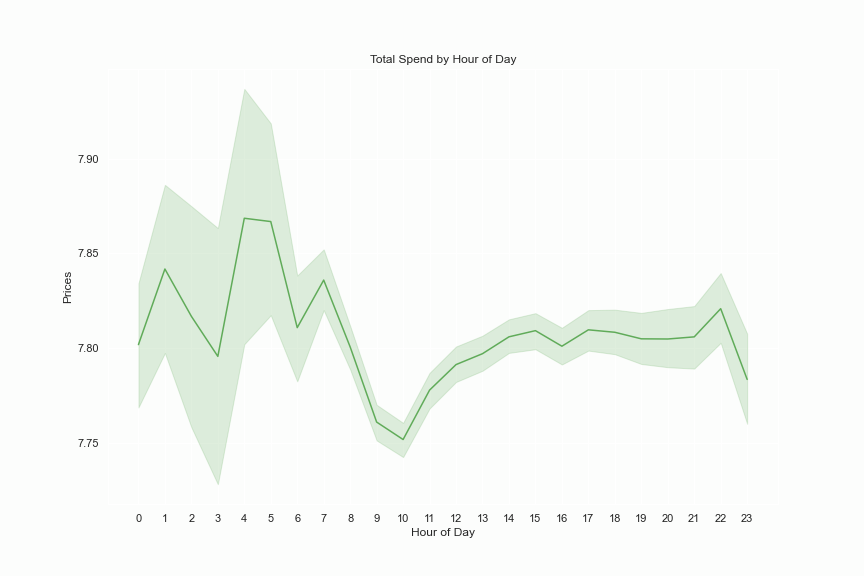 Total Spend by Hour of Day
7.90
7.85
7.80
7.75
Prices
0 1 2 3 4 5 6 7 8 9 10 11 12 13 14 15 16 17 18 19 20 21 22 23
Hour of Day